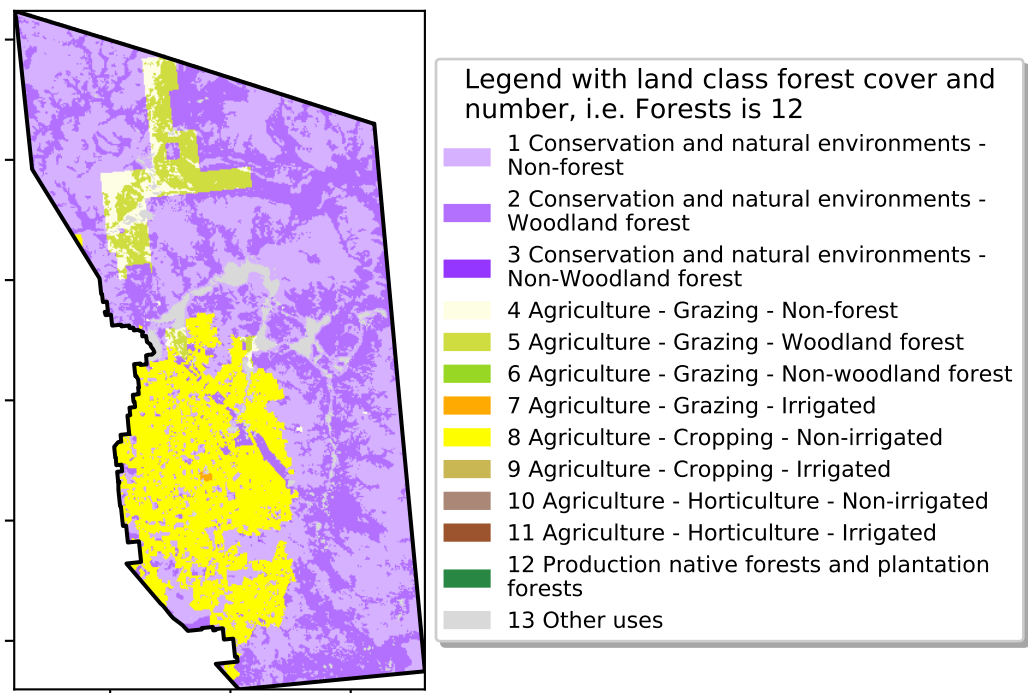 Legend with land class forest cover and
number, i.e. Forests is 12
1 Conservation and natural environments -
Non-forest
2 Conservation and natural environments -
Woodland forest
3 Conservation and natural environments -
Non-Woodland forest
4 Agriculture - Grazing - Non-forest
5 Agriculture - Grazing - Woodland forest
6 Agriculture - Grazing - Non-woodland forest
7 Agriculture - Grazing - Irrigated
8 Agriculture - Cropping - Non-irrigated
9 Agriculture - Cropping - Irrigated
10 Agriculture - Horticulture - Non-irrigated
11 Agriculture - Horticulture - Irrigated
12 Production native forests and plantation
forests
13 Other uses